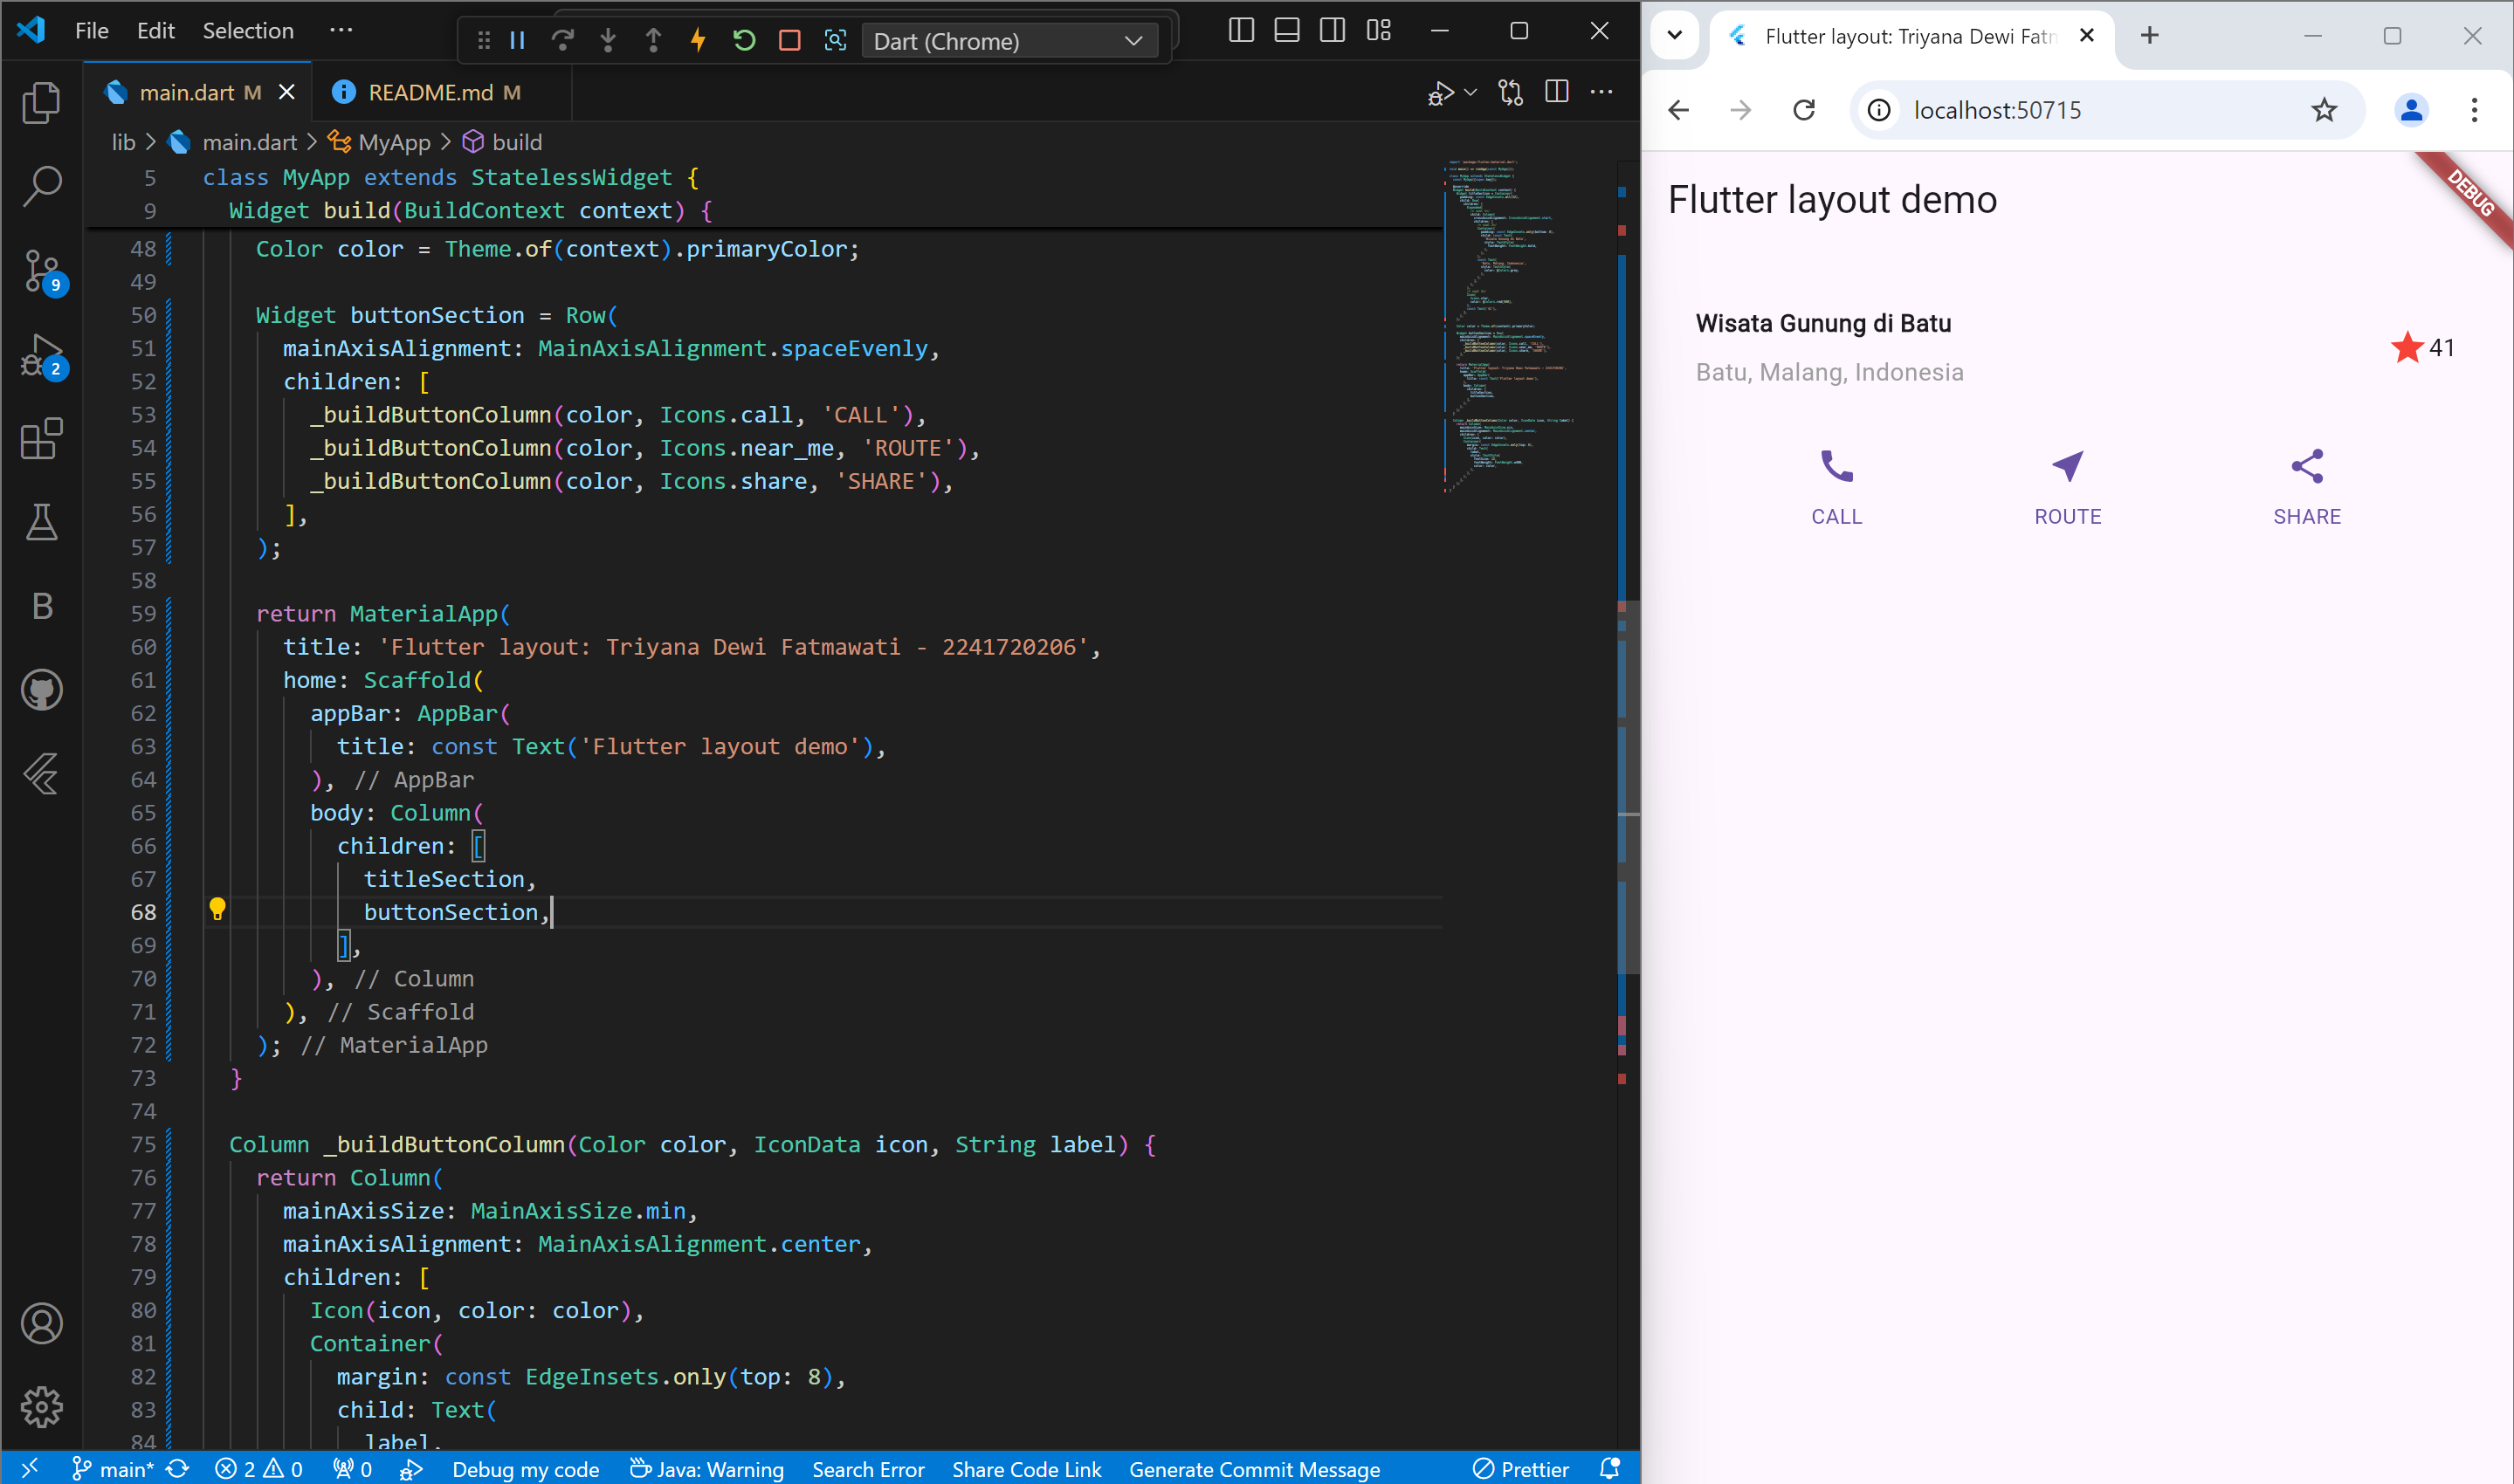 File Edit Selection ···
Dart (Chrome)
main.dart M
README.md M
lib > main.dart > MyApp > build
5 class MyApp extends StatelessWidget {
9 Widget build(BuildContext context) {
48 Color color = Theme.of(context).primaryColor;
49
50 Widget buttonSection = Row(
51 mainAxisAlignment: MainAxisAlignment.spaceEvenly,
52 children: [
53 _buildButtonColumn(color, Icons.call, 'CALL'),
54 _buildButtonColumn(color, Icons.near_me, 'ROUTE'),
55 _buildButtonColumn(color, Icons.share, 'SHARE'),
56 ],
57 );
58
59 return MaterialApp(
60 title: 'Flutter layout: Triyana Dewi Fatmawati - 2241720206',
61 home: Scaffold(
62 appBar: AppBar(
63 title: const Text('Flutter layout demo'),
64 ), // AppBar
65 body: Column(
66 children: [
67 titleSection,
68 buttonSection,
69 ],
70 ), // Column
71 ), // Scaffold
72 ); // MaterialApp
73 }
74
75 Column _buildButtonColumn(Color color, IconData icon, String label) {
76 return Column(
77 mainAxisSize: MainAxisSize.min,
78 mainAxisAlignment: MainAxisAlignment.center,
79 children: [
80 Icon(icon, color: color),
81 Container(
82 margin: const EdgeInsets.only(top: 8),
83 child: Text(
84 label,
9
2
B
main* 2 0 0 Debug my code Java: Warning Search Error Share Code Link Generate Commit Message Prettier
Flutter layout: Triyana Dewi Fatm
localhost:50715
Flutter layout demo
DEBUG
Wisata Gunung di Batu
41
Batu, Malang, Indonesia
CALL ROUTE SHARE